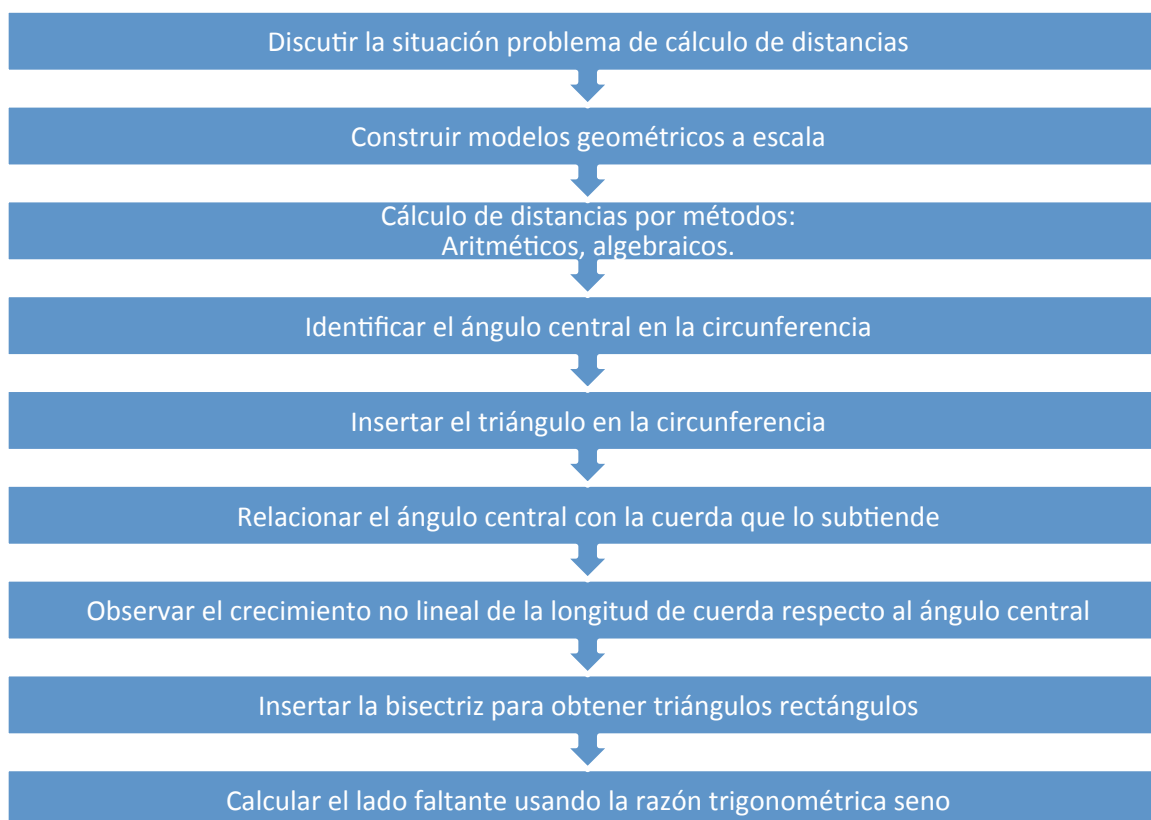 Discutir la situación problema de cálculo de distancias
Construir modelos geométricos a escala
Cálculo de distancias por métodos:
Aritméticos, algebraicos.
Identificar el ángulo central en la circunferencia
Insertar el triángulo en la circunferencia
Relacionar el ángulo central con la cuerda que lo subtiende
Observar el crecimiento no lineal de la longitud de cuerda respecto al ángulo central
Insertar la bisectriz para obtener triángulos rectángulos
Calcular el lado faltante usando la razón trigonométrica seno